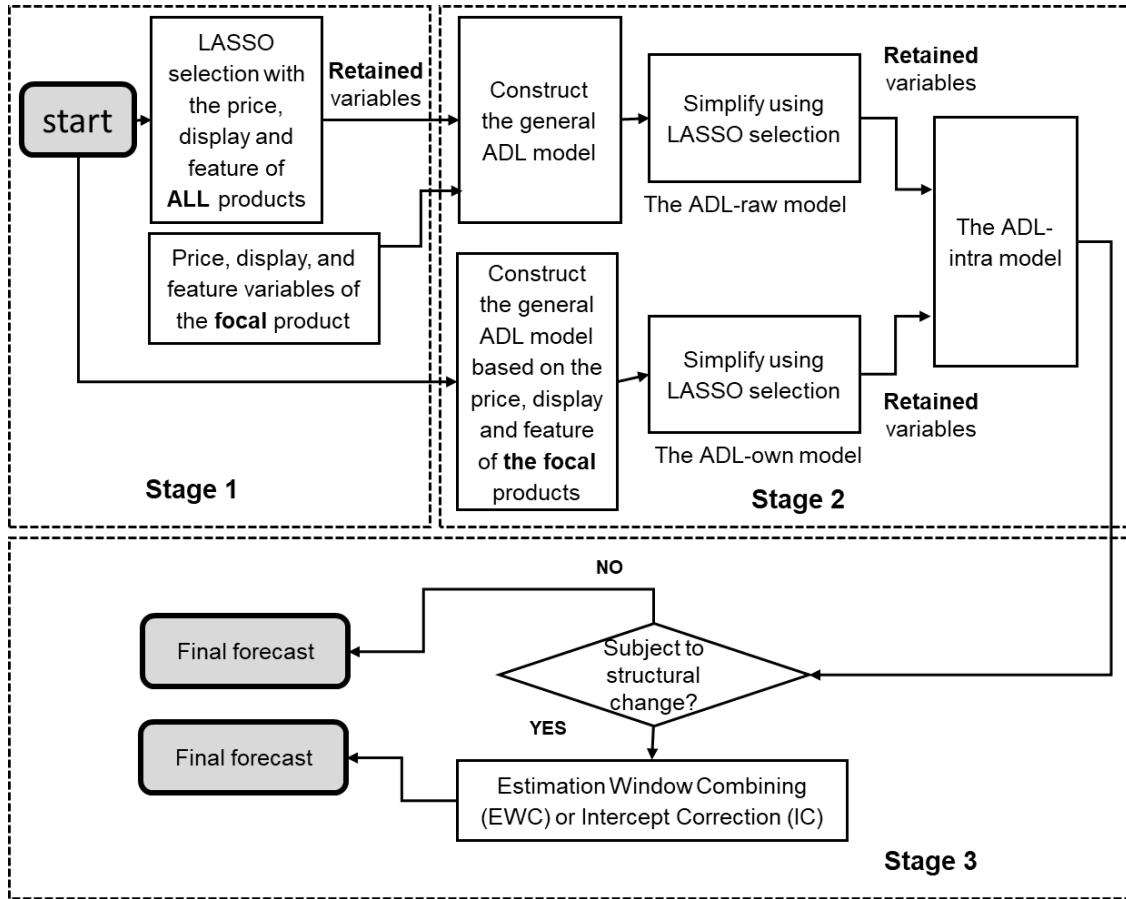 start
LASSO
selection with
the price,
display and
feature of
ALL products
Retained
variables
Price, display, and
feature variables of
the focal product
Stage 1
Construct
the general
ADL model
Simplify using
LASSO selection
The ADL-raw model
Retained
variables
Construct
the general
ADL model
based on the
price, display
and feature
of the focal
products
Simplify using
LASSO selection
The ADL-own model
Retained
variables
The ADL-
intra model
Stage 2
NO
Final forecast
Subject to
structural
change?
YES
Final forecast
Estimation Window Combining
(EWC) or Intercept Correction (IC)
Stage 3